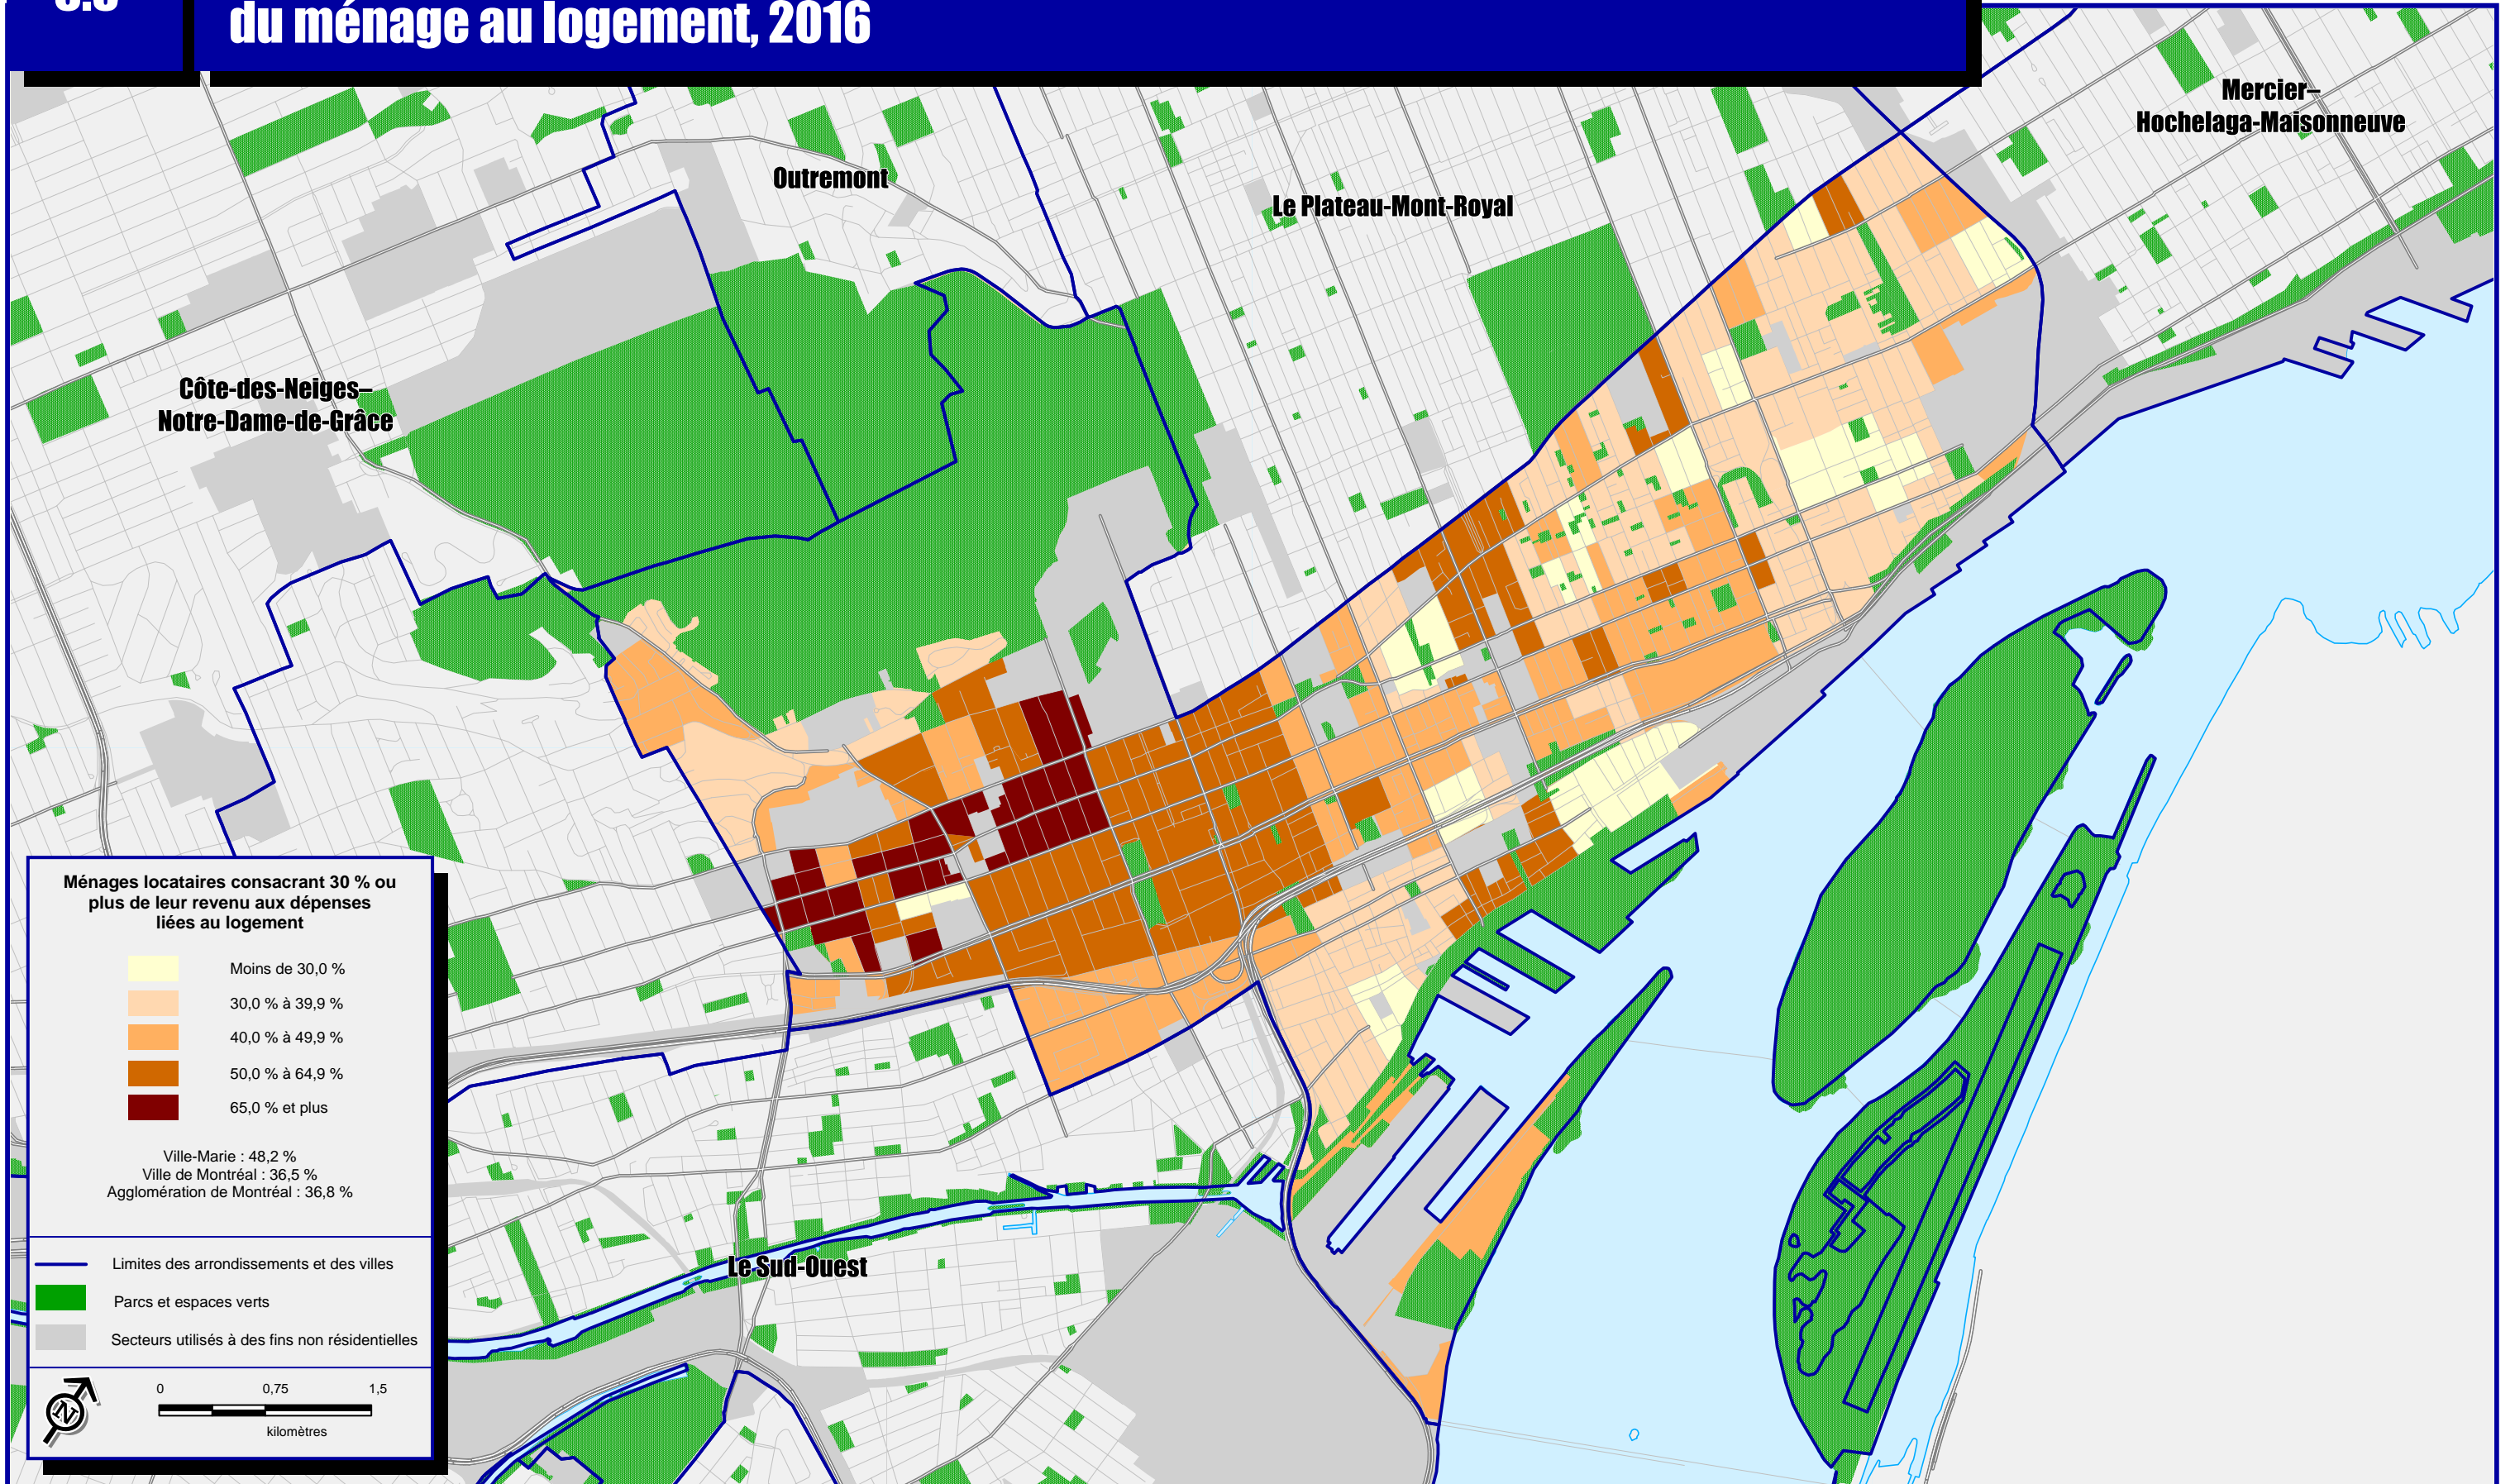 du ménage au logement, 2016
Mercier–
Hochelaga-Maisonneuve
Outremont
Le Plateau-Mont-Royal
Côte-des-Neiges–
Notre-Dame-de-Grâce
Le Sud-Ouest
Ménages locataires consacrant 30 % ou
plus de leur revenu aux dépenses
liées au logement
Moins de 30,0 %
30,0 % à 39,9 %
40,0 % à 49,9 %
50,0 % à 64,9 %
65,0 % et plus
Ville-Marie : 48,2 %
Ville de Montréal : 36,5 %
Agglomération de Montréal : 36,8 %
Limites des arrondissements et des villes
Parcs et espaces verts
Secteurs utilisés à des fins non résidentielles
N
0 0,75 1,5
kilomètres